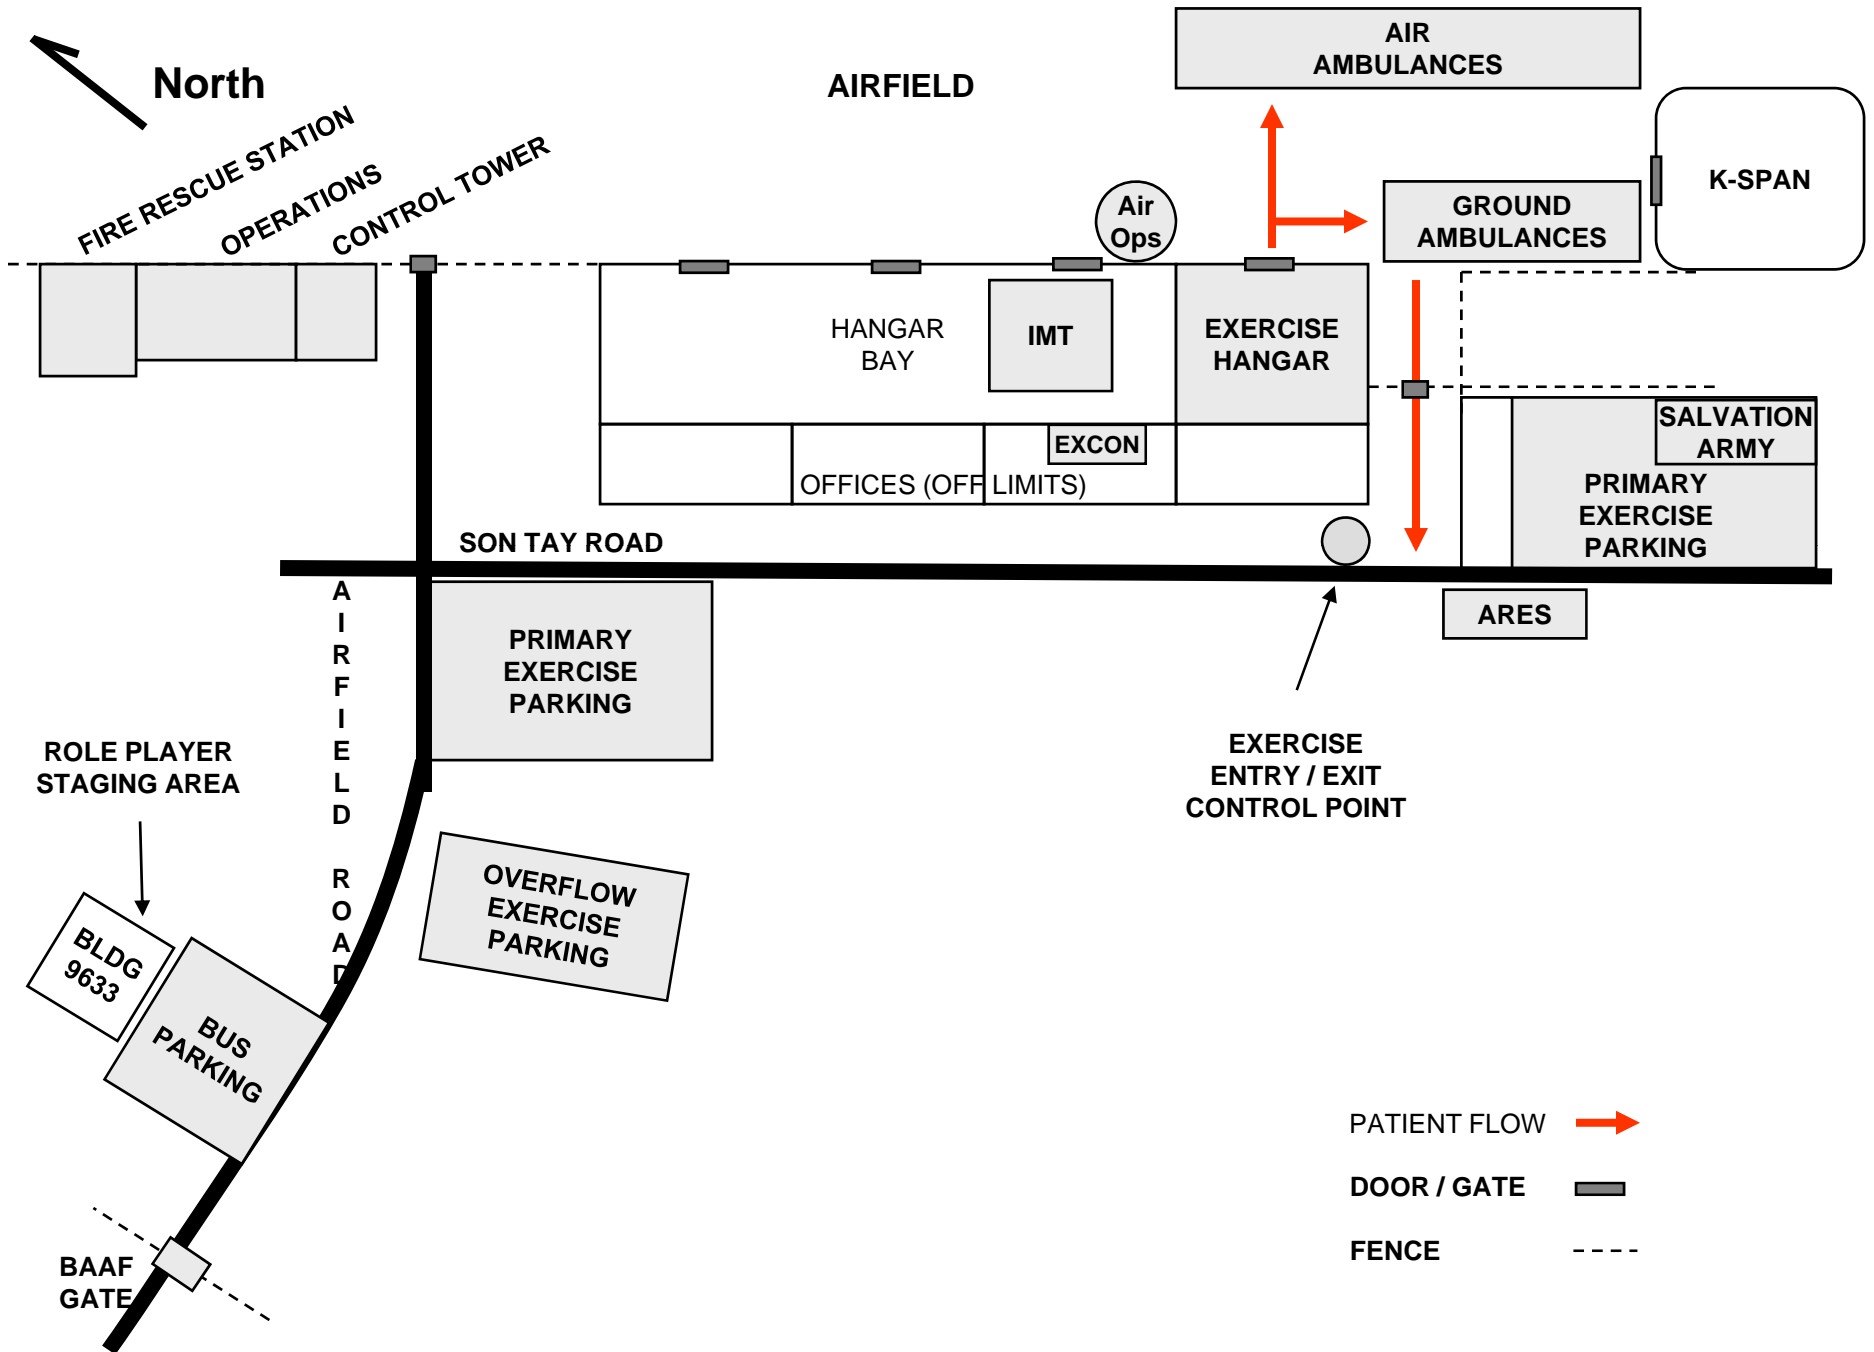 AIR
AMBULANCES
North
AIRFIELD
FIRE RESCUE STATION
OPERATIONS
CONTROL TOWER
K-SPAN
Air
Ops
GROUND
AMBULANCES
HANGAR
BAY
IMT
EXERCISE
HANGAR
SALVATION
ARMY
EXCON
OFFICES (OFF LIMITS)
PRIMARY
EXERCISE
PARKING
SON TAY ROAD
ARES
AIRFIELD ROAD
PRIMARY
EXERCISE
PARKING
ROLE PLAYER
STAGING AREA
EXERCISE
ENTRY / EXIT
CONTROL POINT
OVERFLOW
EXERCISE
PARKING
BLDG
9633
BUS
PARKING
PATIENT FLOW
DOOR / GATE
FENCE
BAAF
GATE